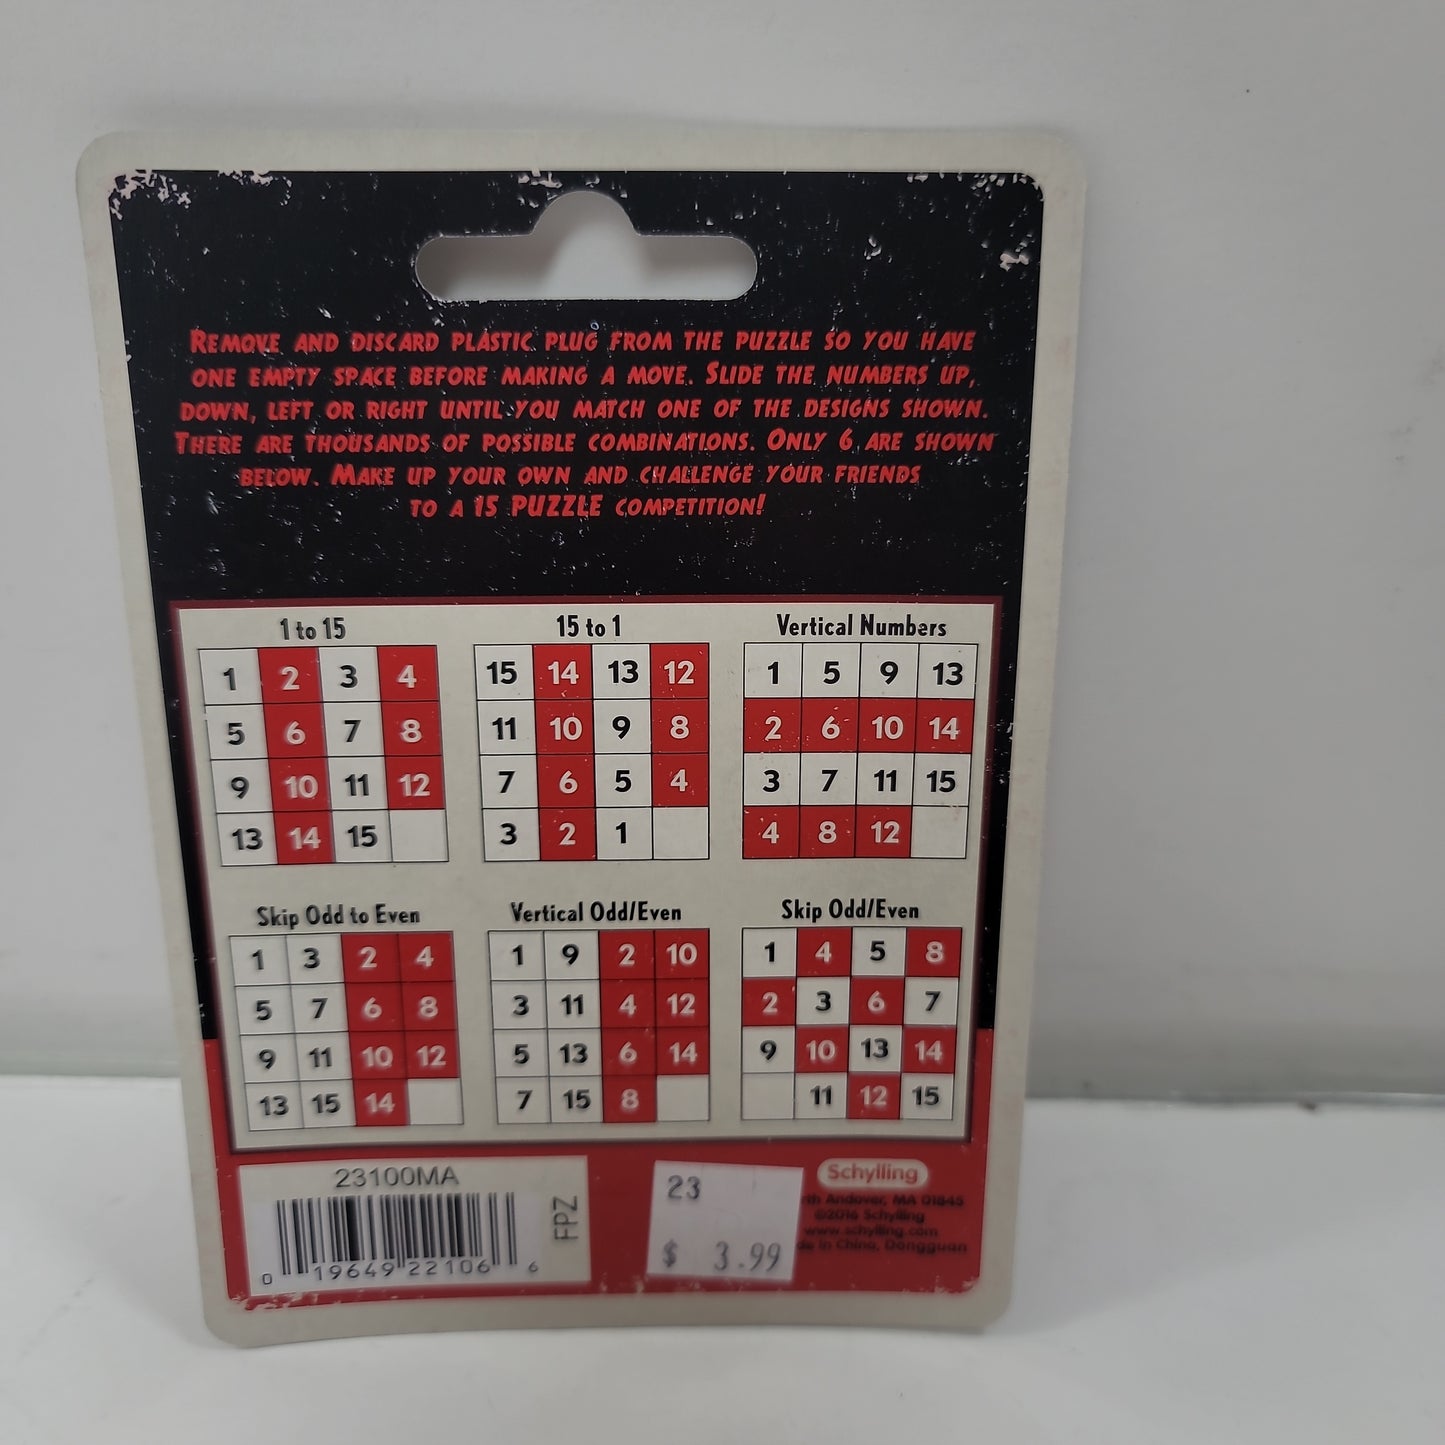 REMOVE AND DISCARD PLASTIC PLUG FROM THE PUZZLE SO YOU HAVE
ONE EMPTY SPACE BEFORE MAKING A MOVE. SLIDE THE NUMBERS UP,
DOWN, LEFT OR RIGHT UNTIL YOU MATCH ONE OF THE DESIGNS SHOWN.
THERE ARE THOUSANDS OF POSSIBLE COMBINATIONS. ONLY 6 ARE SHOWN
BELOW. MAKE UP YOUR OWN AND CHALLENGE YOUR FRIENDS
TO A 15 PUZZLE COMPETITION!
1 to 15
1 2 3 4
5 6 7 8
9 10 11 12
13 14 15
15 to 1
15 14 13 12
11 10 9 8
7 6 5 4
3 2 1
Vertical Numbers
1 5 9 13
2 6 10 14
3 7 11 15
4 8 12
Skip Odd to Even
1 3 2 4
5 7 6 8
9 11 10 12
13 15 14
Vertical Odd/Even
1 9 2 10
3 11 4 12
5 13 6 14
7 15 8
Skip Odd/Even
1 4 5 8
2 3 6 7
9 10 13 14
11 12 15
23100MA
0 19649 22106 6
FPZ
23
$ 3.99
Schylling
Andover, MA 01845
©2016 Schylling
www.schylling.com
in China, Dongguan